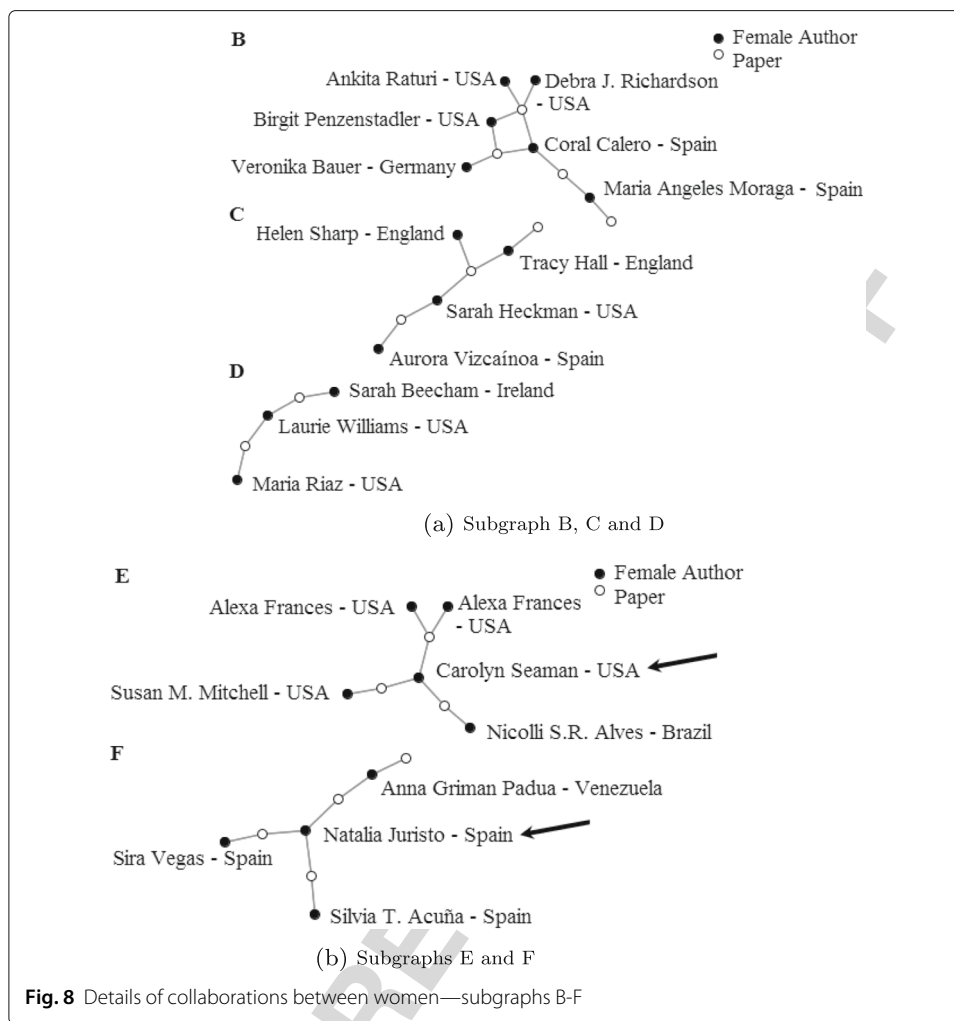 B
Female Author
Paper
Ankita Raturi - USA
Debra J. Richardson
- USA
Birgit Penzenstadler - USA
Coral Calero - Spain
Veronika Bauer - Germany
Maria Angeles Moraga - Spain
C
Helen Sharp - England
Tracy Hall - England
Sarah Heckman - USA
Aurora Vizcaínoa - Spain
D
Sarah Beecham - Ireland
Laurie Williams - USA
Maria Riaz - USA
(a) Subgraph B, C and D
E
Female Author
Paper
Alexa Frances - USA
Alexa Frances
- USA
Carolyn Seaman - USA
Susan M. Mitchell - USA
Nicolli S.R. Alves - Brazil
F
Anna Griman Padua - Venezuela
Natalia Juristo - Spain
Sira Vegas - Spain
Silvia T. Acuña - Spain
(b) Subgraphs E and F
Fig. 8 Details of collaborations between women—subgraphs B-F